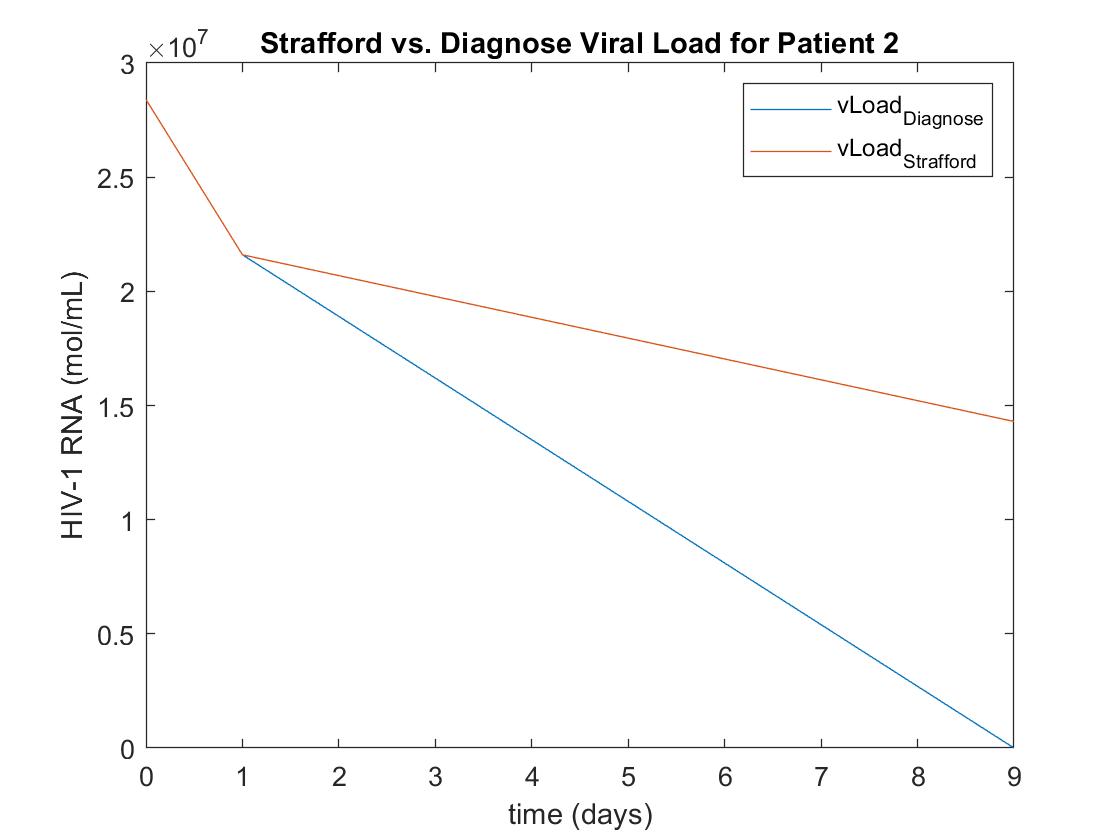 Strafford vs. Diagnose Viral Load for Patient 2
×10⁷
3
2.5
2
1.5
1
0.5
0
HIV-1 RNA (mol/mL)
vLoad_Diagnose
vLoad_Strafford
0 1 2 3 4 5 6 7 8 9
time (days)